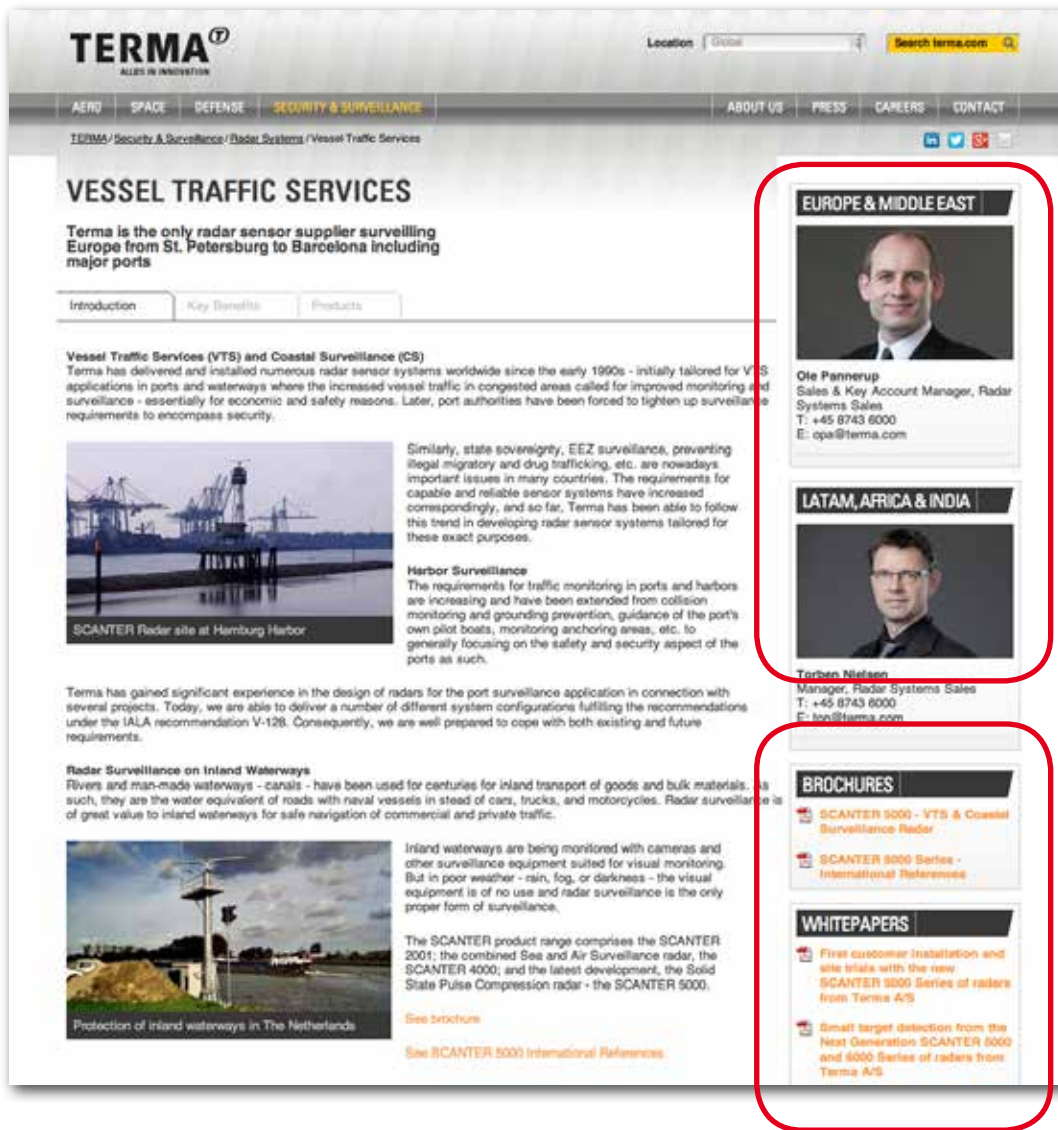 TERMA T
ALLIES IN INNOVATION
Location Global
Search terma.com
AERO SPACE DEFENSE SECURITY & SURVEILLANCE ABOUT US PRESS CAREERS CONTACT
TERMA/Security & Surveillance/Radar Systems/Vessel Traffic Services
VESSEL TRAFFIC SERVICES
Terma is the only radar sensor supplier surveilling
Europe from St. Petersburg to Barcelona including
major ports
Introduction Key Benefits Products
Vessel Traffic Services (VTS) and Coastal Surveillance (CS)
Terma has delivered and installed numerous radar sensor systems worldwide since the early 1990s - initially tailored for VTS
applications in ports and waterways where the increased vessel traffic in congested areas called for improved monitoring and
surveillance - essentially for economic and safety reasons. Later, port authorities have been forced to tighten up surveillance
requirements to encompass security.
SCANTER Radar site at Hamburg Harbor
Similarly, state sovereignty, EEZ surveillance, preventing
illegal migratory and drug trafficking, etc. are nowadays
important issues in many countries. The requirements for
capable and reliable sensor systems have increased
correspondingly, and so far, Terma has been able to follow
this trend in developing radar sensor systems tailored for
these exact purposes.
Harbor Surveillance
The requirements for traffic monitoring in ports and harbors
are increasing and have been extended from collision
monitoring and grounding prevention, guidance of the port's
own pilot boats, monitoring anchoring areas, etc. to
generally focusing on the safety and security aspect of the
ports as such.
Terma has gained significant experience in the design of radars for the port surveillance application in connection with
several projects. Today, we are able to deliver a number of different system configurations fulfilling the recommendations
under the IALA recommendation V-128. Consequently, we are well prepared to cope with both existing and future
requirements.
Radar Surveillance on Inland Waterways
Rivers and man-made waterways - canals - have been used for centuries for inland transport of goods and bulk materials. As
such, they are the water equivalent of roads with naval vessels in stead of cars, trucks, and motorcycles. Radar surveillance is
of great value to inland waterways for safe navigation of commercial and private traffic.
Protection of inland waterways in The Netherlands
Inland waterways are being monitored with cameras and
other surveillance equipment suited for visual monitoring.
But in poor weather - rain, fog, or darkness - the visual
equipment is of no use and radar surveillance is the only
proper form of surveillance.
The SCANTER product range comprises the SCANTER
2001; the combined Sea and Air Surveillance radar, the
SCANTER 4000; and the latest development, the Solid
State Pulse Compression radar - the SCANTER 5000.
See brochure
See SCANTER 5000 International References
EUROPE & MIDDLE EAST
Ole Pannerup
Sales & Key Account Manager, Radar
Systems Sales
T: +45 8743 6000
E: opa@terma.com
LATAM, AFRICA & INDIA
Torben Nielsen
Manager, Radar Systems Sales
T: +45 8743 6000
E: ton@terma.com
BROCHURES
SCANTER 5000 - VTS & Coastal
Surveillance Radar
SCANTER 5000 Series -
International References
WHITEPAPERS
First customer installation and
site trials with the new
SCANTER 5000 Series of radars
from Terma A/S
Small target detection from the
Next Generation SCANTER 5000
and 6000 Series of radars from
Terma A/S